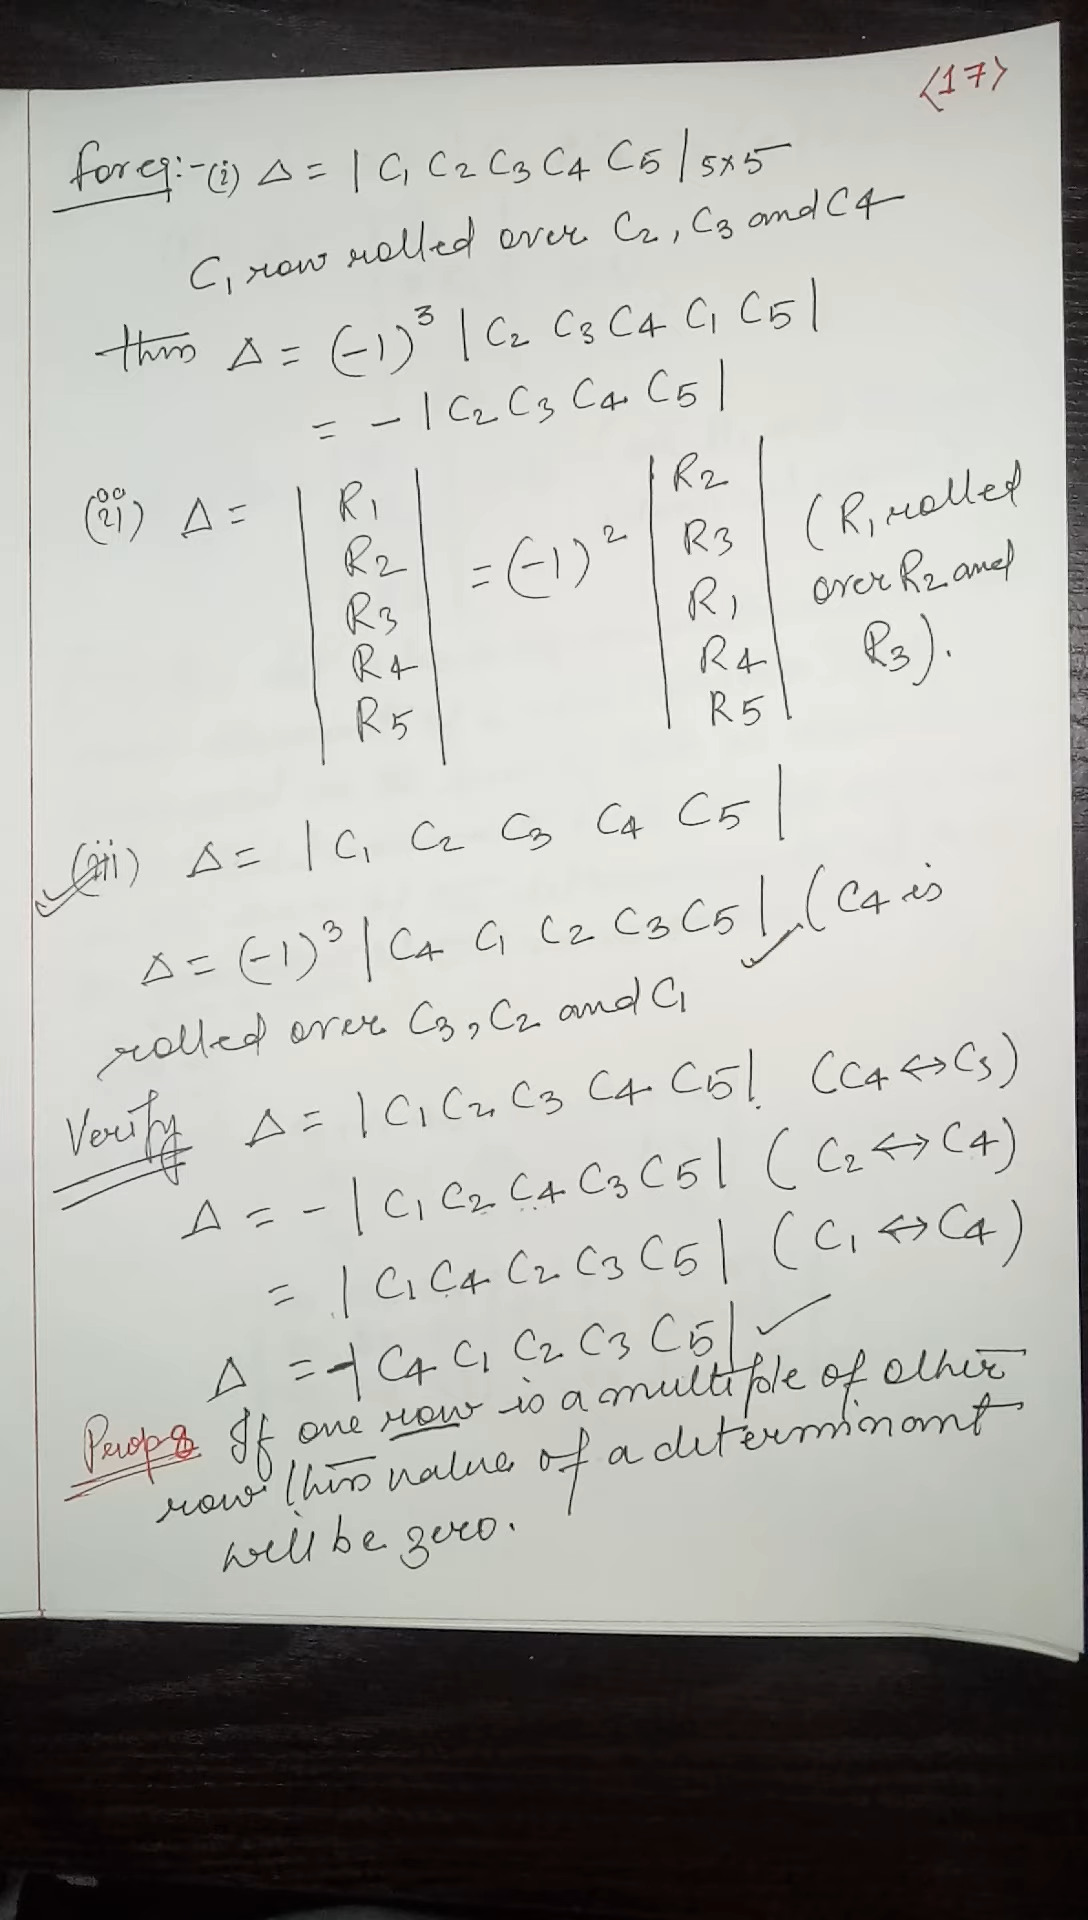 <17>
for eg:- (i) Δ = | C1 C2 C3 C4 C5 | 5x5
C1 row rolled over C2, C3 and C4
then Δ = (-1)^3 | C2 C3 C4 C1 C5 |
= - | C2 C3 C4 C5 |
(ii) Δ = | R1 R2 R3 R4 R5 | = (-1)^2 | R2 R3 R1 R4 R5 | (R1 rolled over R2 and R3).
(iii) Δ = | C1 C2 C3 C4 C5 |
Δ = (-1)^3 | C4 C1 C2 C3 C5 | (C4 is
rolled over C3, C2 and C1
Verify Δ = | C1 C2 C3 C4 C5 | (C4 ↔ C3)
Δ = - | C1 C2 C4 C3 C5 | (C2 ↔ C4)
= | C1 C4 C2 C3 C5 | (C1 ↔ C4)
Δ = - | C4 C1 C2 C3 C5 | ✓
Prop 8 If one row is a multiple of other
row then value of a determinant
will be zero.